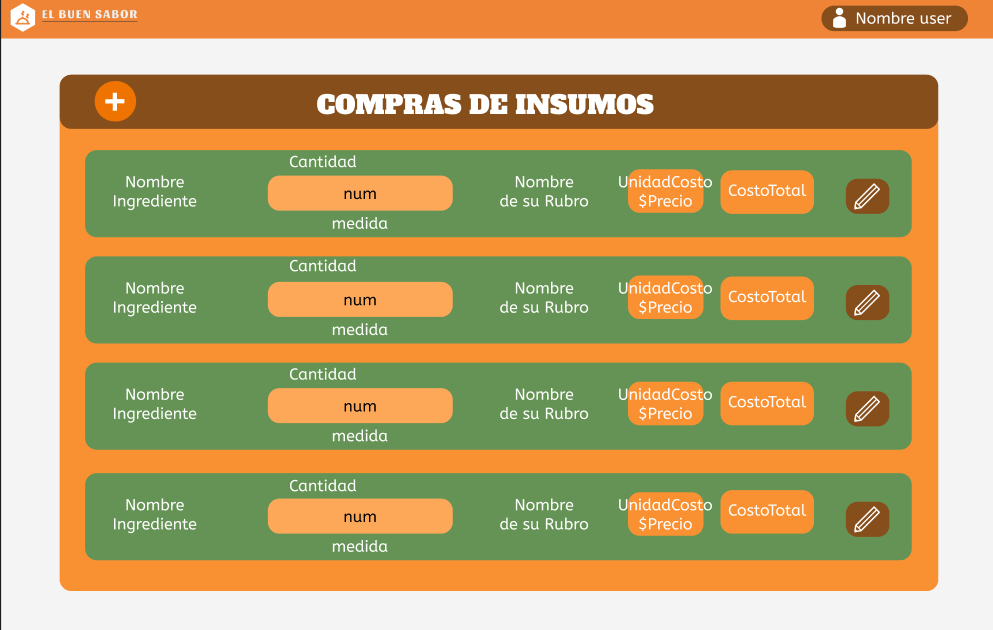 EL BUEN SABOR
Nombre user
COMPRAS DE INSUMOS
Nombre
Ingrediente
Cantidad
num
medida
Nombre
de su Rubro
UnidadCosto
$Precio
CostoTotal
Nombre
Ingrediente
Cantidad
num
medida
Nombre
de su Rubro
UnidadCosto
$Precio
CostoTotal
Nombre
Ingrediente
Cantidad
num
medida
Nombre
de su Rubro
UnidadCosto
$Precio
CostoTotal
Nombre
Ingrediente
Cantidad
num
medida
Nombre
de su Rubro
UnidadCosto
$Precio
CostoTotal